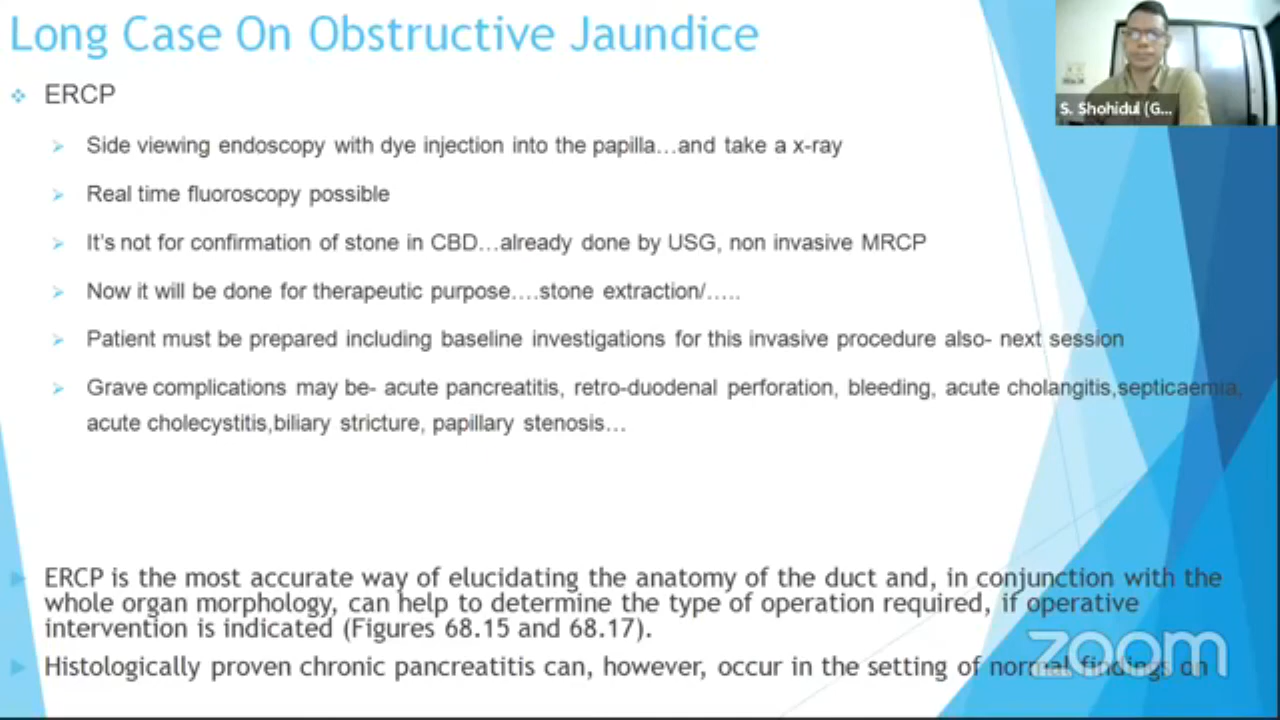 Long Case On Obstructive Jaundice
S. Shohidul (G...
ERCP
Side viewing endoscopy with dye injection into the papilla...and take a x-ray
Real time fluoroscopy possible
It's not for confirmation of stone in CBD...already done by USG, non invasive MRCP
Now it will be done for therapeutic purpose....stone extraction/.....
Patient must be prepared including baseline investigations for this invasive procedure also- next session
Grave complications may be- acute pancreatitis, retro-duodenal perforation, bleeding, acute cholangitis,septicaemia,
acute cholecystitis,biliary stricture, papillary stenosis...
ERCP is the most accurate way of elucidating the anatomy of the duct and, in conjunction with the
whole organ morphology, can help to determine the type of operation required, if operative
intervention is indicated (Figures 68.15 and 68.17).
Histologically proven chronic pancreatitis can, however, occur in the setting of normal findings on
zoom